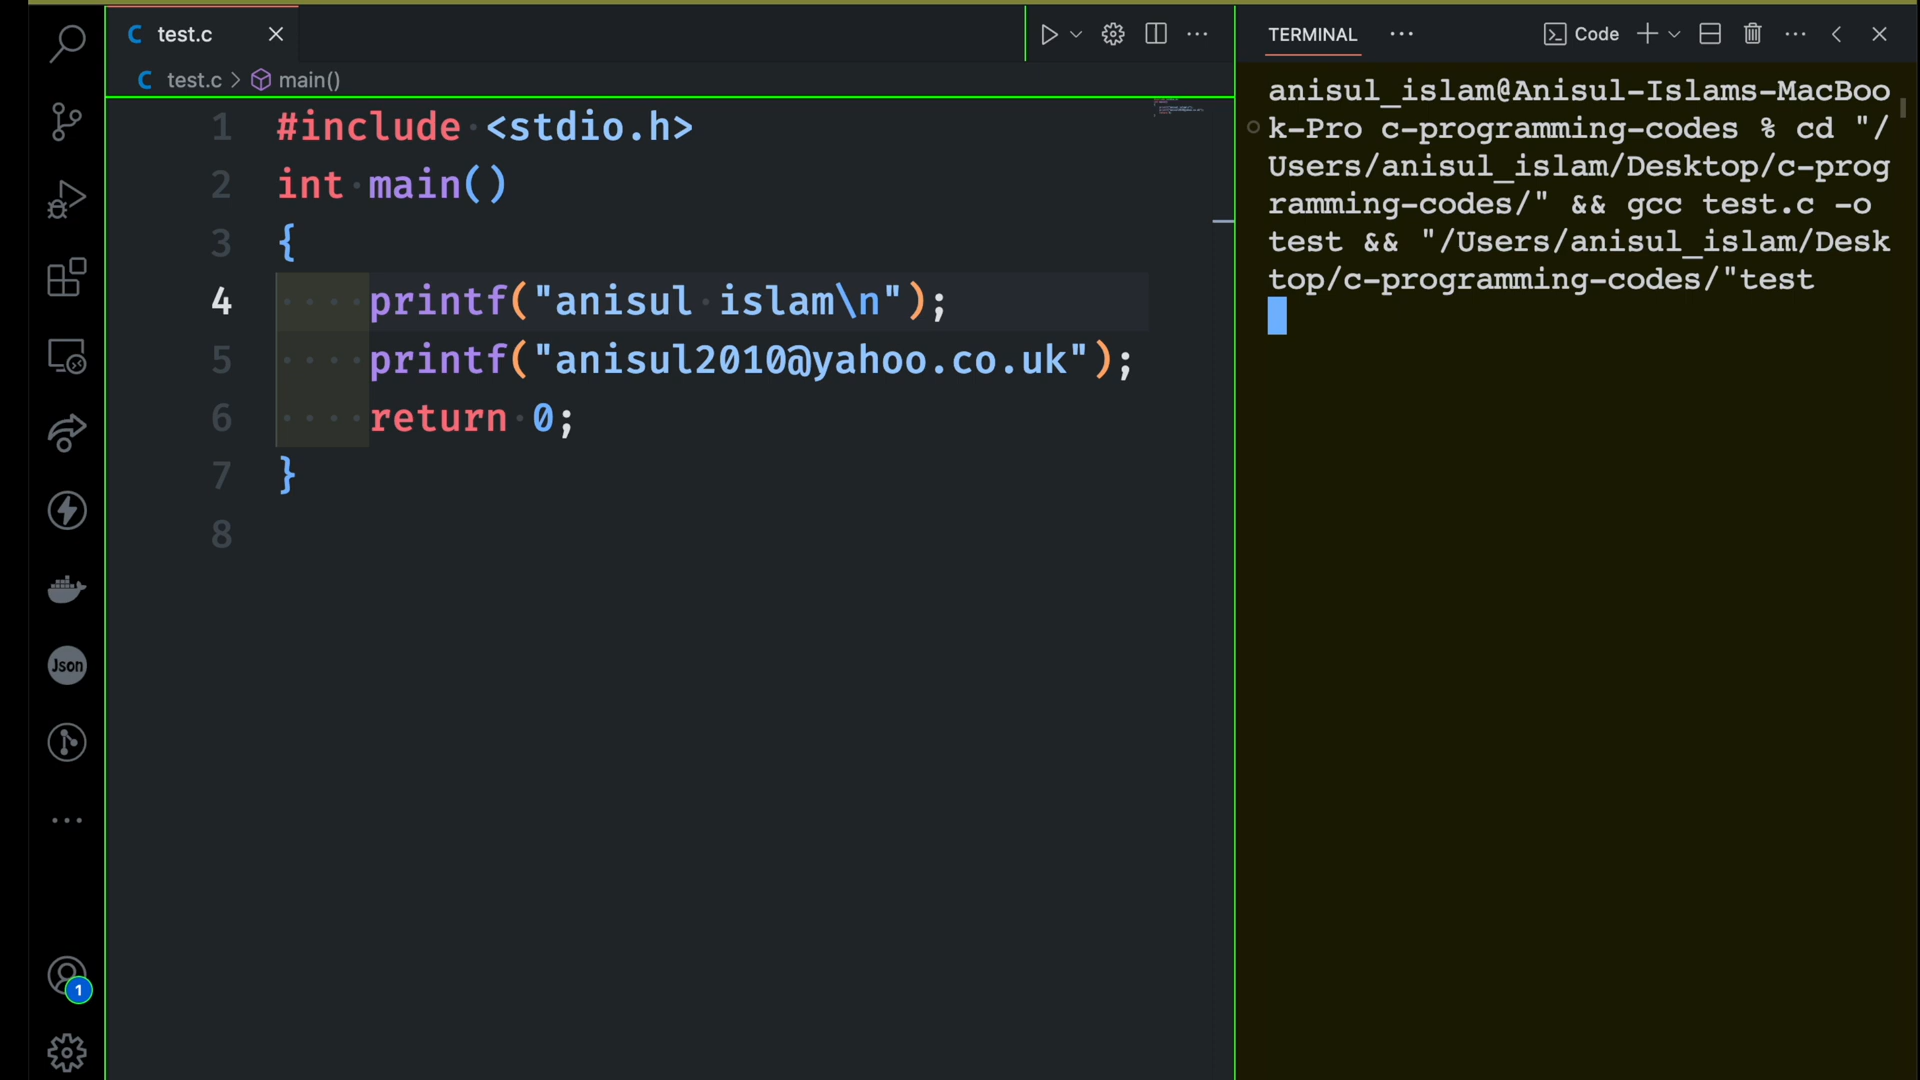 test.c
test.c > main()
1 #include <stdio.h>
2 int main()
3 {
4     printf("anisul islam\n");
5     printf("anisul2010@yahoo.co.uk");
6     return 0;
7 }
8
Json
1
TERMINAL
Code
anisul_islam@Anisul-Islams-MacBoo
k-Pro c-programming-codes % cd "/
Users/anisul_islam/Desktop/c-prog
ramming-codes/" && gcc test.c -o
test && "/Users/anisul_islam/Desk
top/c-programming-codes/"test